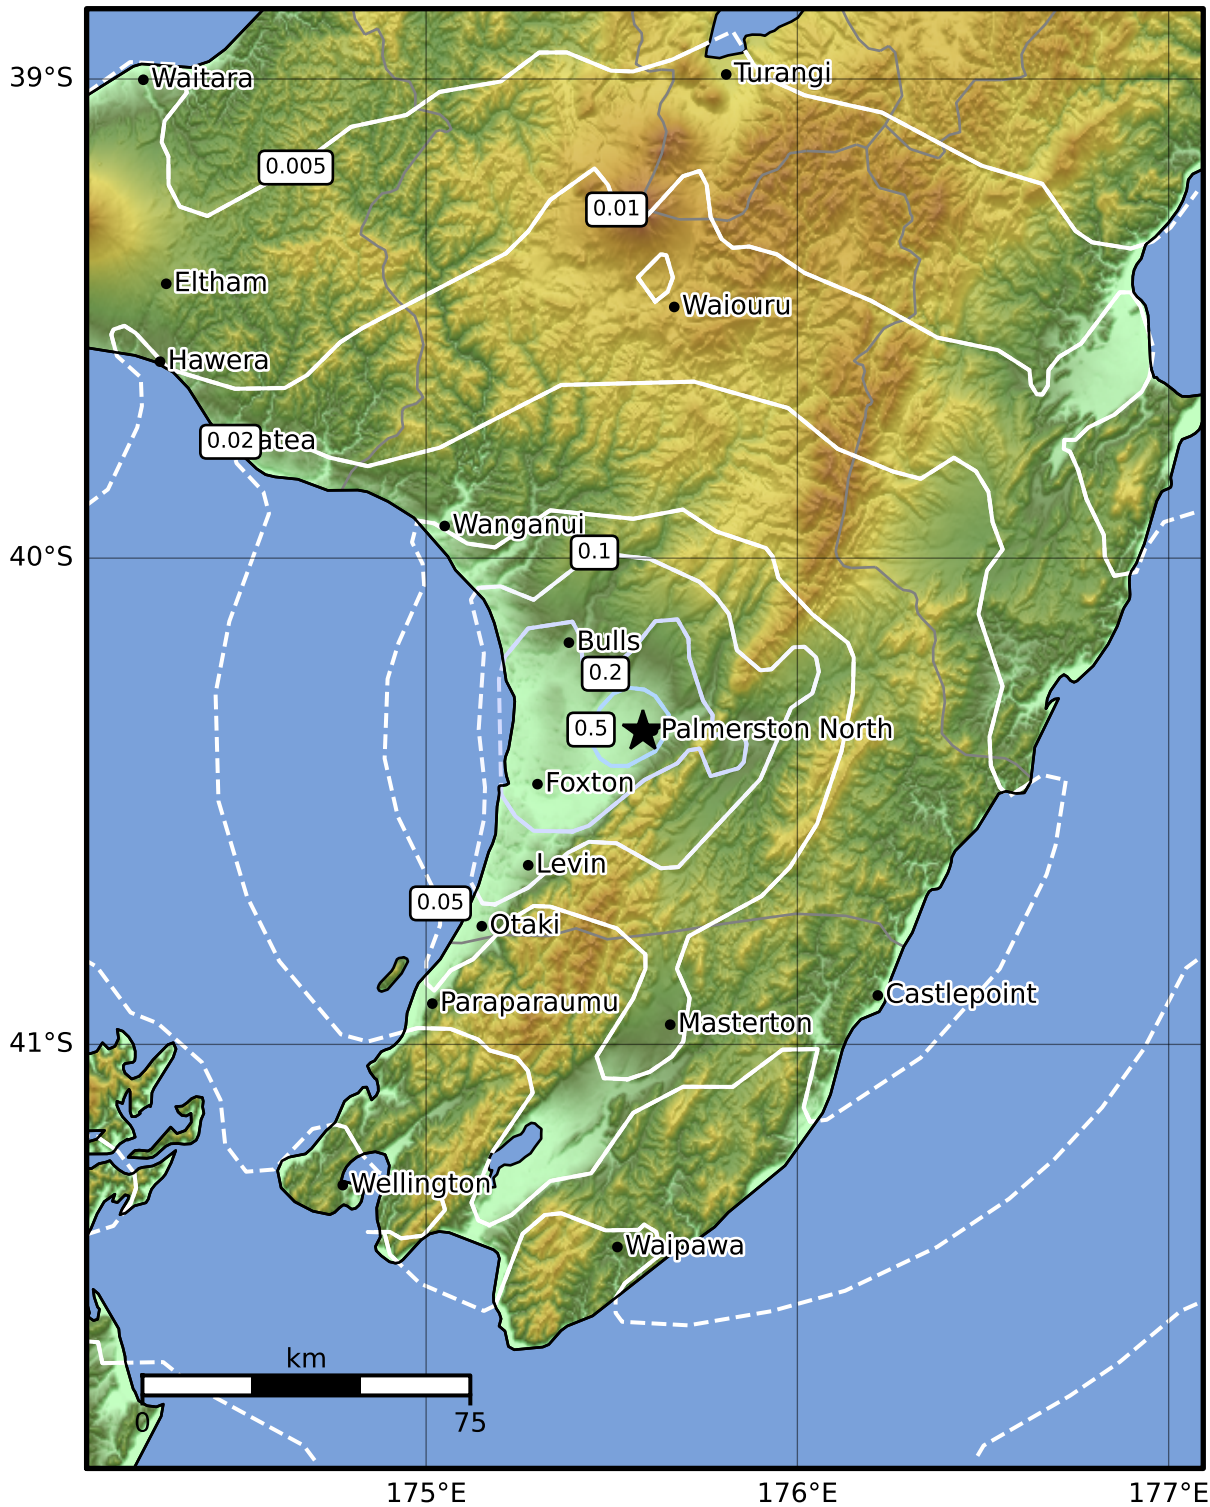 39°S
Waitara
Turangi
0.005
0.01
Eltham
Waiouru
Hawera
0.02
atea
Wanganui
0.1
40°S
Bulls
0.2
0.5
Palmerston North
Foxton
Levin
0.05
Otaki
Castlepoint
Paraparaumu
Masterton
41°S
Wellington
Waipawa
km
0
75
175°E
176°E
177°E